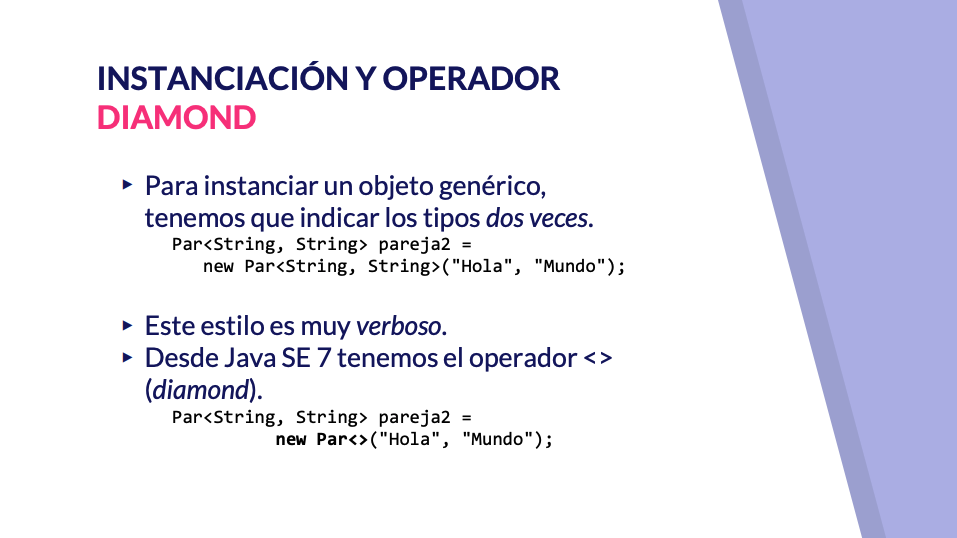 INSTANCIACIÓN Y OPERADOR
DIAMOND
▸ Para instanciar un objeto genérico,
tenemos que indicar los tipos dos veces.
Par<String, String> pareja2 =
new Par<String, String>("Hola", "Mundo");
▸ Este estilo es muy verboso.
▸ Desde Java SE 7 tenemos el operador <>
(diamond).
Par<String, String> pareja2 =
new Par<>("Hola", "Mundo");